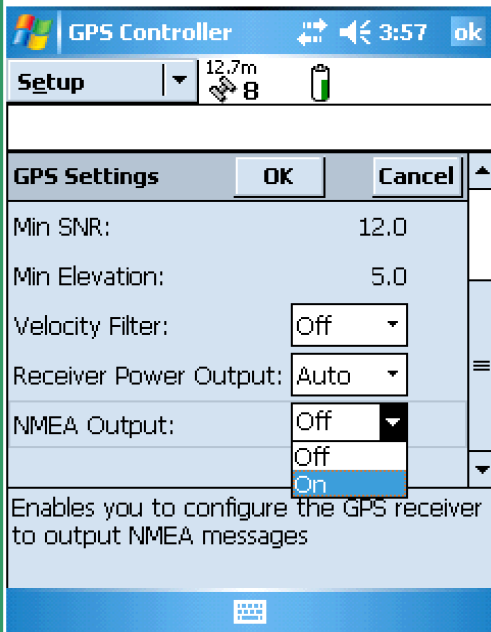 GPS Controller 3:57 ok
Setup 12.7m 8
GPS Settings OK Cancel
Min SNR: 12.0
Min Elevation: 5.0
Velocity Filter: Off
Receiver Power Output: Auto
NMEA Output: Off
Off
On
Enables you to configure the GPS receiver
to output NMEA messages